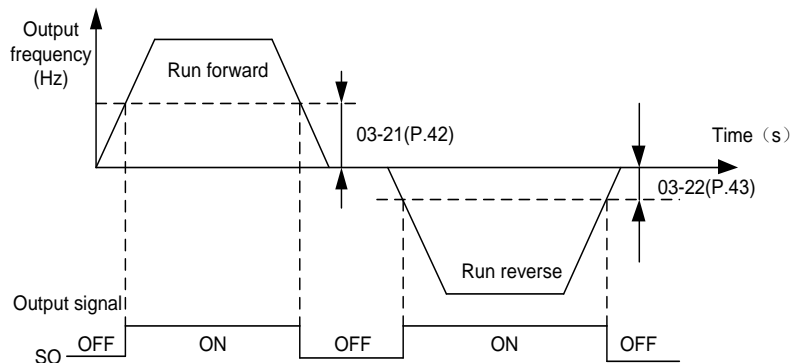 Output
frequency
(Hz)
Run forward
03-21(P.42)
Time（s）
03-22(P.43)
Run reverse
Output signal
SO OFF ON OFF ON OFF